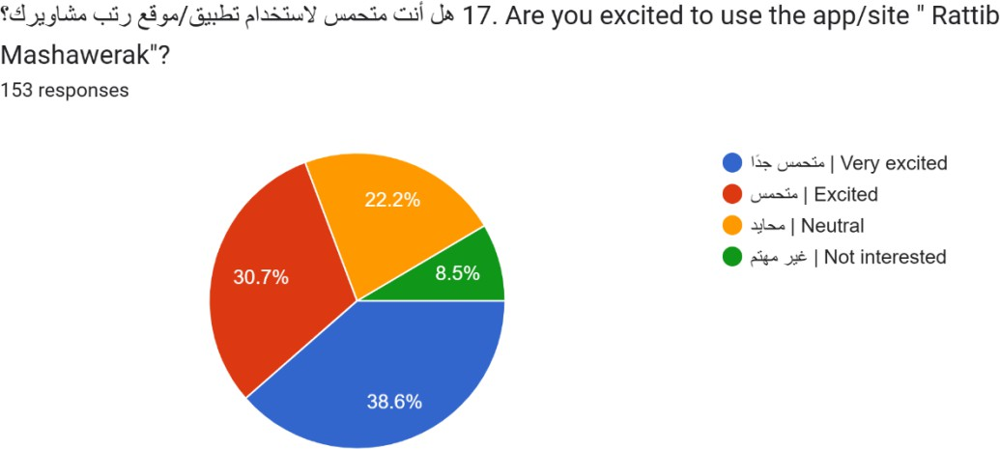 هل أنت متحمس لاستخدام تطبيق/موقع رتب مشاويرك؟ 17. Are you excited to use the app/site " Rattib
Mashawerak"?
153 responses
22.2%
30.7%
8.5%
38.6%
متحمس جدًا | Very excited
متحمس | Excited
محايد | Neutral
غير مهتم | Not interested